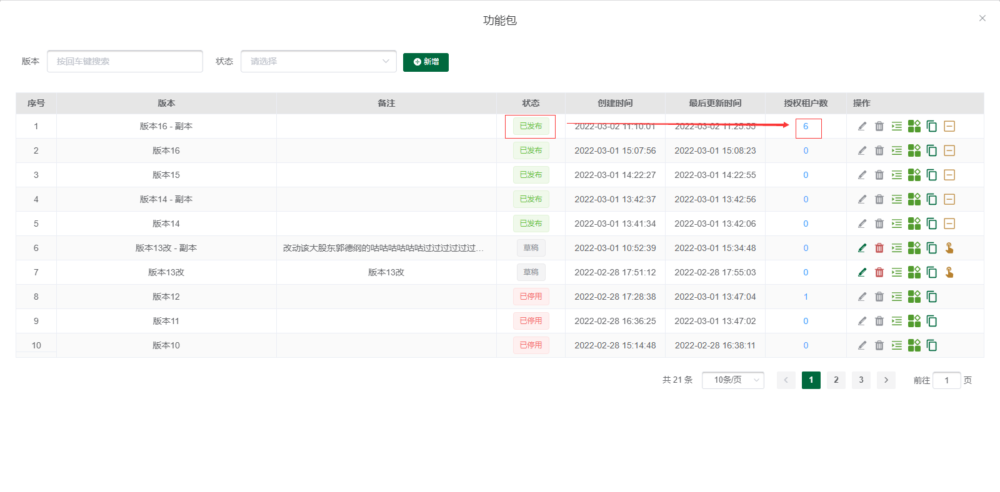 功能包
版本 按回车键搜索 状态 请选择 新增
序号 版本 备注 状态 创建时间 最后更新时间 授权租户数 操作
1 版本16 - 副本 已发布 2022-03-02 11:10:01 2022-03-02 11:25:55 6
2 版本16 已发布 2022-03-01 15:07:56 2022-03-01 15:08:23 0
3 版本15 已发布 2022-03-01 14:22:27 2022-03-01 14:22:55 0
4 版本14 - 副本 已发布 2022-03-01 13:42:37 2022-03-01 13:42:56 0
5 版本14 已发布 2022-03-01 13:41:34 2022-03-01 13:42:06 0
6 版本13改 - 副本 改动该大股东郭德纲的咕咕咕咕咕咕过过过过过过... 草稿 2022-03-01 10:52:39 2022-03-01 15:34:48 0
7 版本13改 版本13改 草稿 2022-02-28 17:51:12 2022-02-28 17:55:03 0
8 版本12 已停用 2022-02-28 17:28:38 2022-03-01 13:47:04 1
9 版本11 已停用 2022-02-28 16:36:25 2022-03-01 13:47:02 0
10 版本10 已停用 2022-02-28 15:14:48 2022-02-28 16:38:11 0
共 21 条 10条/页 1 2 3 前往 1 页